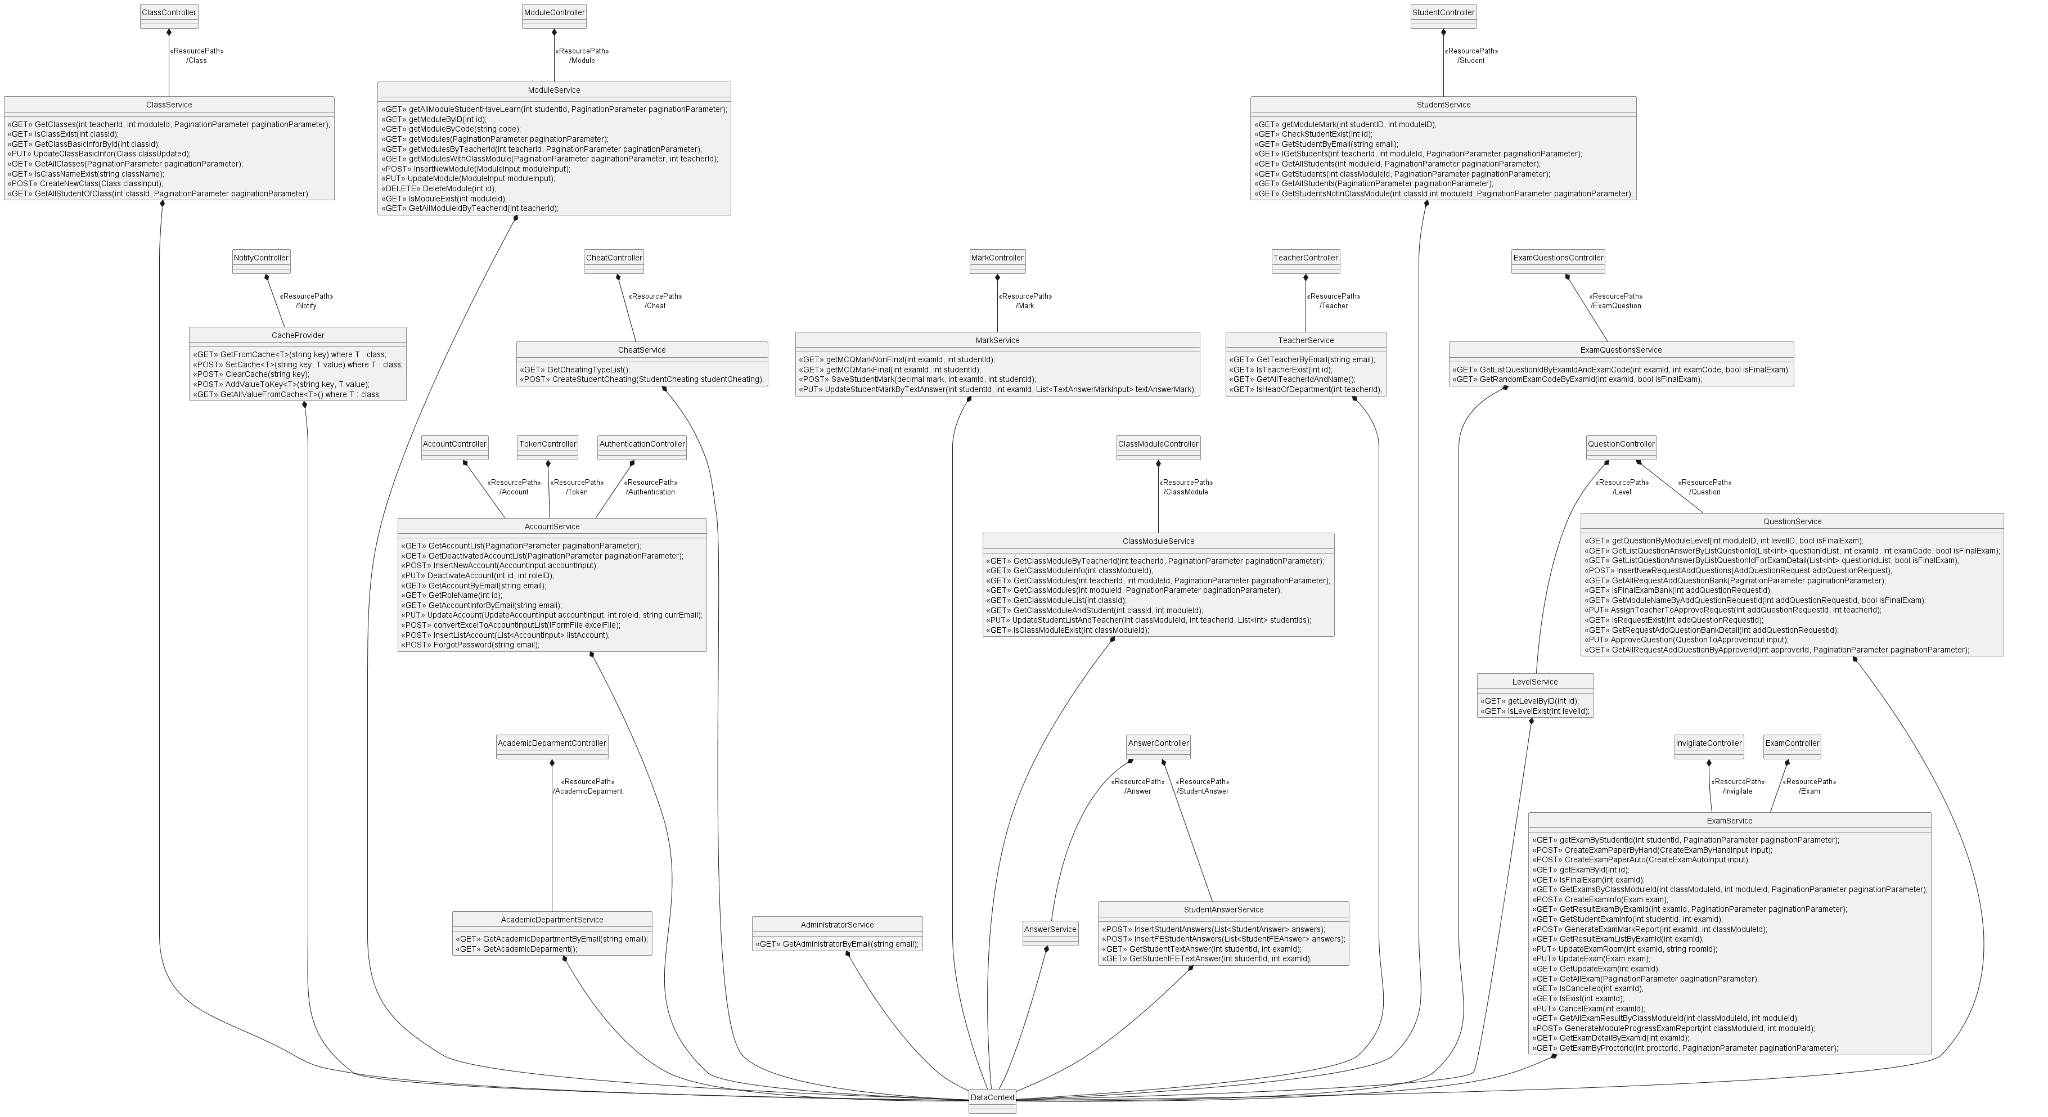 ClassController
ModuleController
StudentController
«ResourcePath»
/Class
«ResourcePath»
/Module
«ResourcePath»
/Student
ClassService
«GET» GetClasses(int teacherId, int moduleId, PaginationParameter paginationParameter);
«GET» IsClassExist(int classId);
«GET» GetClassBasicInforById(int classId);
«PUT» UpdateClassBasicInfor(Class classUpdated);
«GET» GetAllClasses(PaginationParameter paginationParameter);
«GET» IsClassNameExist(string className);
«POST» CreateNewClass(Class classInput);
«GET» GetAllStudentOfClass(int classId, PaginationParameter paginationParameter);
ModuleService
«GET» getAllModuleStudentHaveLearn(int studentId, PaginationParameter paginationParameter);
«GET» getModuleByID(int id);
«GET» getModuleByCode(string code);
«GET» getModules(PaginationParameter paginationParameter);
«GET» getModulesByTeacherId(int teacherId, PaginationParameter paginationParameter);
«GET» getModulesWithClassModule(PaginationParameter paginationParameter, int teacherId);
«POST» InsertNewModule(ModuleInput moduleInput);
«PUT» UpdateModule(ModuleInput moduleInput);
«DELETE» DeleteModule(int id);
«GET» IsModuleExist(int moduleId);
«GET» GetAllModuleIdByTeacherId(int teacherId);
StudentService
«GET» getModuleMark(int studentID, int moduleID);
«GET» CheckStudentExist(int id);
«GET» GetStudentByEmail(string email);
«GET» IGetStudents(int teacherId, int moduleId, PaginationParameter paginationParameter);
«GET» GetAllStudents(int moduleId, PaginationParameter paginationParameter);
«GET» GetStudents(int classModuleId, PaginationParameter paginationParameter);
«GET» GetAllStudents(PaginationParameter paginationParameter);
«GET» GetStudentsNotInClassModule(int classId int moduleId, PaginationParameter paginationParameter)
NotifyController
CheatController
MarkController
TeacherController
ExamQuestionsController
«ResourcePath»
/Notify
«ResourcePath»
/Cheat
«ResourcePath»
/Mark
«ResourcePath»
/Teacher
«ResourcePath»
/ExamQuestion
CacheProvider
«GET» GetFromCache<T>(string key) where T : class;
«POST» SetCache<T>(string key, T value) where T : class;
«POST» ClearCache(string key);
«POST» AddValueToKey<T>(string key, T value);
«GET» GetAllValueFromCache<T>() where T : class;
CheatService
«GET» GetCheatingTypeList();
«POST» CreateStudentCheating(StudentCheating studentCheating);
MarkService
«GET» getMCQMarkNonFinal(int examId, int studentId);
«GET» getMCQMarkFinal(int examId, int studentId);
«POST» SaveStudentMark(decimal mark, int examId, int studentId);
«PUT» UpdateStudentMarkByTextAnswer(int studentId, int examId, List<TextAnswerMarkInput> textAnswerMark)
TeacherService
«GET» GetTeacherByEmail(string email);
«GET» IsTeacherExist(int id);
«GET» GetAllTeacherIdAndName();
«GET» IsHeadOfDepartment(int teacherId);
ExamQuestionsService
«GET» GetListQuestionIdByExamIdAndExamCode(int examId, int examCode, bool isFinalExam);
«GET» GetRandomExamCodeByExamId(int examId, bool isFinalExam);
AccountController
TokenController
AuthenticationController
ClassModuleController
QuestionController
«ResourcePath»
/Account
«ResourcePath»
/Token
«ResourcePath»
/Authentication
«ResourcePath»
/ClassModule
«ResourcePath»
/Level
«ResourcePath»
/Question
AccountService
«GET» GetAccountList(PaginationParameter paginationParameter);
«GET» GetDeactivatedAccountList(PaginationParameter paginationParameter);
«POST» InsertNewAccount(AccountInput accountInput);
«PUT» DeactivateAccount(int id, int roleID);
«GET» GetAccountByEmail(string email);
«GET» GetRoleName(int id);
«GET» GetAccountInforByEmail(string email);
«PUT» UpdateAccount(UpdateAccountInput accountInput, int roleId, string currEmail);
«POST» convertExcelToAccountInputList(IFormFile excelFile);
«POST» InsertListAccount(List<AccountInput> listAccount);
«POST» ForgotPassword(string email);
ClassModuleService
«GET» GetClassModuleByTeacherId(int teacherId, PaginationParameter paginationParameter);
«GET» GetClassModuleInfo(int classModuleId);
«GET» GetClassModules(int teacherId, int moduleId, PaginationParameter paginationParameter);
«GET» GetClassModules(int moduleId, PaginationParameter paginationParameter);
«GET» GetClassModuleList(int classId);
«GET» GetClassModuleAndStudent(int classId, int moduleId);
«PUT» UpdateStudentListAndTeacher(int classModuleId, int teacherId, List<int> studentIds);
«GET» IsClassModuleExist(int classModuleId);
QuestionService
«GET» getQuestionByModuleLevel(int moduleID, int levelID, bool isFinalExam);
«GET» GetListQuestionAnswerByListQuestionId(List<int> questionIdList, int examId, int examCode, bool isFinalExam);
«GET» GetListQuestionAnswerByListQuestionIdForExamDetail(List<int> questionIdList, bool isFinalExam);
«POST» InsertNewRequestAddQuestions(AddQuestionRequest addQuestionRequest);
«GET» GetAllRequestAddQuestionBank(PaginationParameter paginationParameter);
«GET» IsFinalExamBank(int addQuestionRequestId);
«GET» GetModuleNameByAddQuestionRequestId(int addQuestionRequestId, bool isFinalExam);
«PUT» AssignTeacherToApproveRequest(int addQuestionRequestId, int teacherId);
«GET» IsRequestExist(int addQuestionRequestId);
«GET» GetRequestAddQuestionBankDetail(int addQuestionRequestId);
«PUT» ApproveQuestion(QuestionToApproveInput input);
«GET» GetAllRequestAddQuestionByApproverId(int approverId, PaginationParameter paginationParameter);
LevelService
«GET» getLevelByID(int id);
«GET» isLevelExist(int levelId);
AcademicDeparmentController
AnswerController
InvigilateController
ExamController
«ResourcePath»
/AcademicDeparment
«ResourcePath»
/Answer
«ResourcePath»
/StudentAnswer
«ResourcePath»
/Invigilate
«ResourcePath»
/Exam
ExamService
«GET» getExamByStudentId(int studentId, PaginationParameter paginationParameter);
«POST» CreateExamPaperByHand(CreateExamByHandInput input);
«POST» CreateExamPaperAuto(CreateExamAutoInput input);
«GET» getExamById(int id);
«GET» IsFinalExam(int examId);
«GET» GetExamsByClassModuleId(int classModuleId, int moduleId, PaginationParameter paginationParameter);
«POST» CreateExamInfo(Exam exam);
«GET» GetResultExamByExamId(int examId, PaginationParameter paginationParameter);
«GET» GetStudentExamInfo(int studentId, int examId);
«POST» GenerateExamMarkReport(int examId, int classModuleId);
«GET» GetResultExamListByExamId(int examId);
«PUT» UpdateExamRoom(int examId, string roomId);
«PUT» UpdateExam(Exam exam);
«GET» GetUpdateExam(int examId);
«GET» GetAllExam(PaginationParameter paginationParameter);
«GET» IsCancelled(int examId);
«GET» IsExist(int examId);
«PUT» CancelExam(int examId);
«GET» GetAllExamResultByClassModuleId(int classModuleId, int moduleId);
«POST» GenerateModuleProgressExamReport(int classModuleId, int moduleId);
«GET» GetExamDetailByExamId(int examId);
«GET» GetExamByProctorId(int proctorId, PaginationParameter paginationParameter);
AcademicDepartmentService
«GET» GetAcademicDepartmentByEmail(string email);
«GET» GetAcademicDeparment();
AdministratorService
«GET» GetAdministratorByEmail(string email);
AnswerService
StudentAnswerService
«POST» InsertStudentAnswers(List<StudentAnswer> answers);
«POST» InsertFEStudentAnswers(List<StudentFEAnswer> answers);
«GET» GetStudentTextAnswer(int studentId, int examId);
«GET» GetStudentFETextAnswer(int studentId, int examId);
DataContext